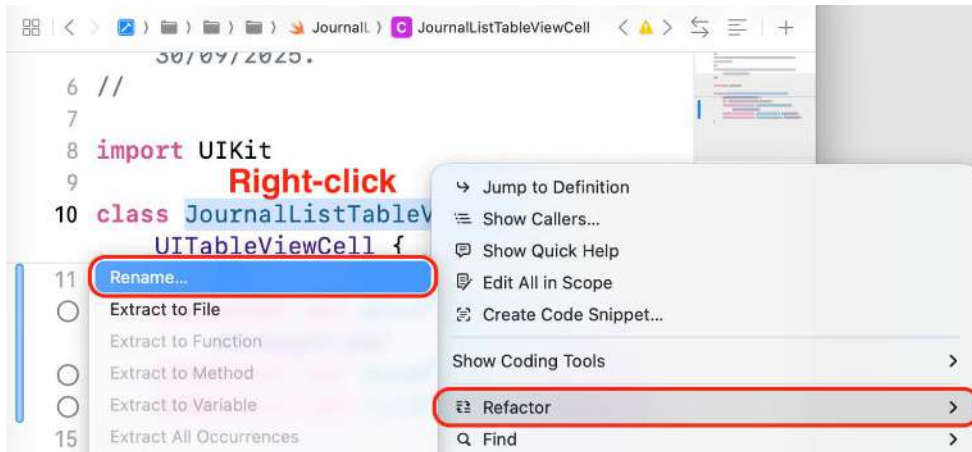 JournalL JournalListTableViewCell
30/09/2025.
6 //
7
8 import UIKit
9 Right-click
10 class JournalListTableV
UITableViewCell {
11
15
Rename...
Extract to File
Extract to Function
Extract to Method
Extract to Variable
Extract All Occurrences
Jump to Definition
Show Callers...
Show Quick Help
Edit All in Scope
Create Code Snippet...
Show Coding Tools
Refactor
Find